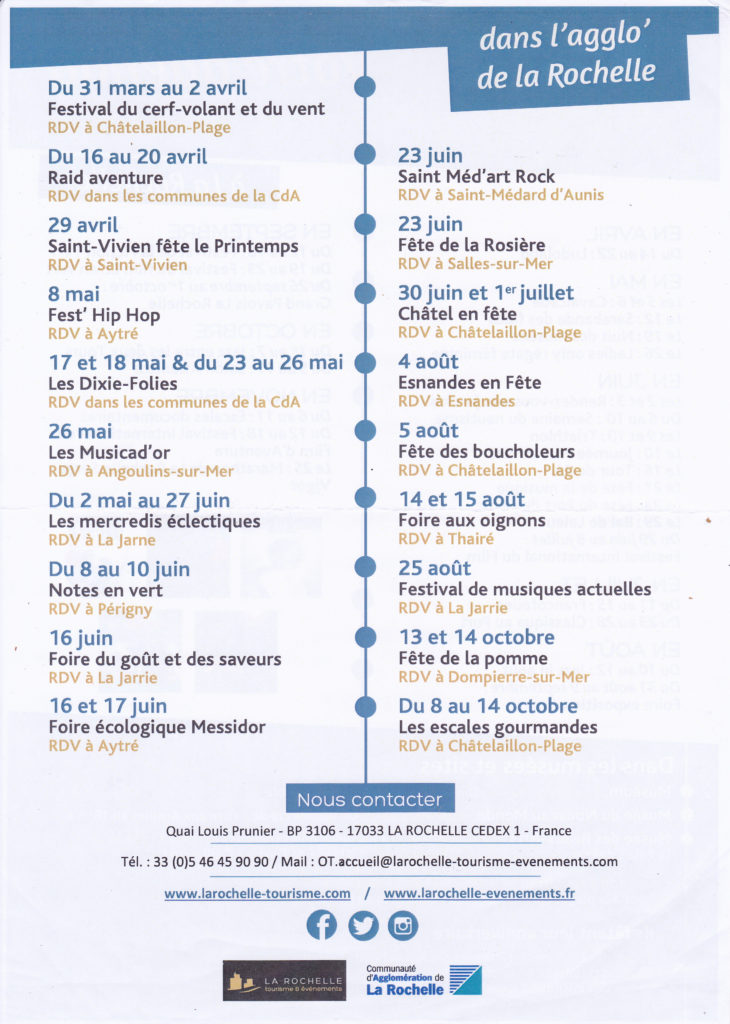 dans l'agglo'
de la Rochelle
Du 31 mars au 2 avril
Festival du cerf-volant et du vent
RDV à Châtelaillon-Plage
Du 16 au 20 avril
Raid aventure
RDV dans les communes de la CdA
29 avril
Saint-Vivien fête le Printemps
RDV à Saint-Vivien
8 mai
Fest' Hip Hop
RDV à Aytré
17 et 18 mai & du 23 au 26 mai
Les Dixie-Folies
RDV dans les communes de la CdA
26 mai
Les Musicad'or
RDV à Angoulins-sur-Mer
Du 2 mai au 27 juin
Les mercredis éclectiques
RDV à La Jarne
Du 8 au 10 juin
Notes en vert
RDV à Périgny
16 juin
Foire du goût et des saveurs
RDV à La Jarrie
16 et 17 juin
Foire écologique Messidor
RDV à Aytré
23 juin
Saint Méd'art Rock
RDV à Saint-Médard d'Aunis
23 juin
Fête de la Rosière
RDV à Salles-sur-Mer
30 juin et 1er juillet
Châtel en fête
RDV à Châtelaillon-Plage
4 août
Esnandes en Fête
RDV à Esnandes
5 août
Fête des boucholeurs
RDV à Châtelaillon-Plage
14 et 15 août
Foire aux oignons
RDV à Thairé
25 août
Festival de musiques actuelles
RDV à La Jarrie
13 et 14 octobre
Fête de la pomme
RDV à Dompierre-sur-Mer
Du 8 au 14 octobre
Les escales gourmandes
RDV à Châtelaillon-Plage
Nous contacter
Quai Louis Prunier - BP 3106 - 17033 LA ROCHELLE CEDEX 1 - France
Tél. : 33 (0)5 46 45 90 90 / Mail : OT.accueil@larochelle-tourisme-evenements.com
www.larochelle-tourisme.com / www.larochelle-evenements.fr
LA ROCHELLE
tourisme & événements
Communauté
d'Agglomération de
La Rochelle